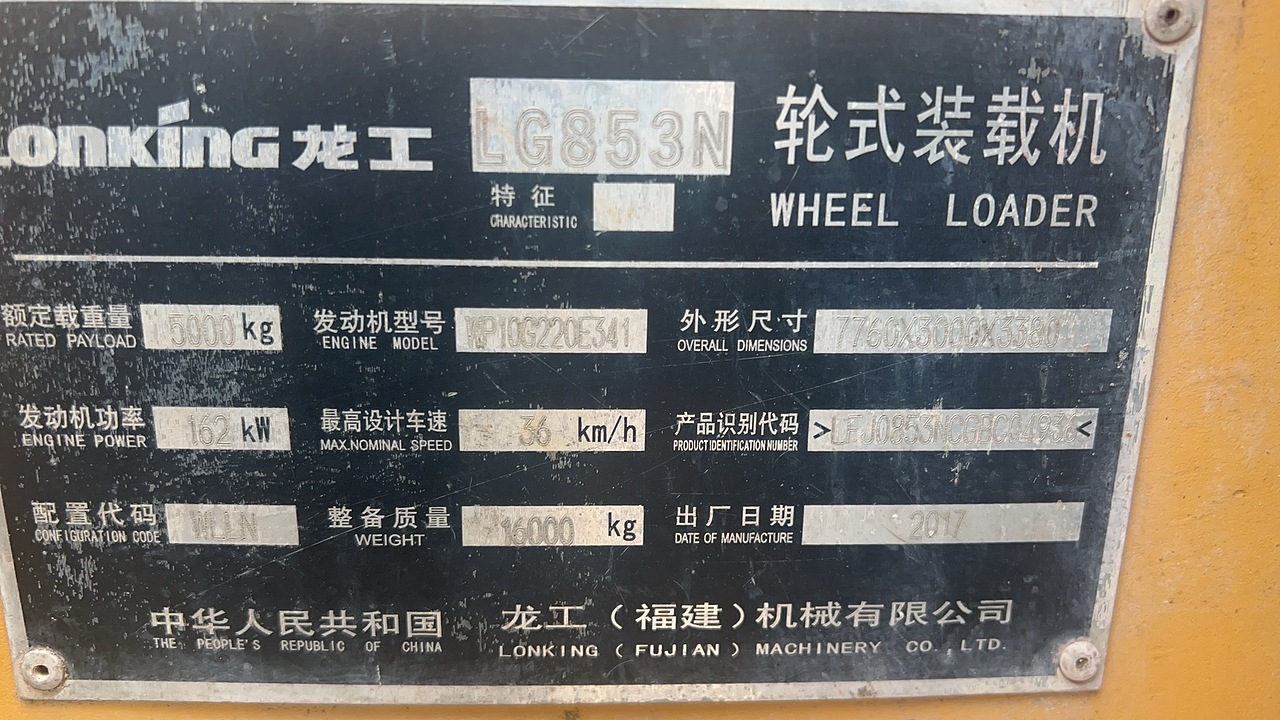 LONKING 龙工 LG853N 轮式装载机
特征
CHARACTERISTIC
WHEEL LOADER
额定载重量 5000 kg 发动机型号 WP10G220E341 外形尺寸 7760X3000X3380
RATED PAYLOAD ENGINE MODEL OVERALL DIMENSIONS
发动机功率 162 kW 最高设计车速 36 km/h 产品识别代码
ENGINE POWER MAX.NOMINAL SPEED PRODUCT IDENTIFICATION NUMBER
配置代码 WLLN 整备质量 16000 kg 出厂日期 2017
CONFIGURATION CODE WEIGHT DATE OF MANUFACTURE
中华人民共和国 龙工（福建）机械有限公司
THE PEOPLE'S REPUBLIC OF CHINA LONKING ( FUJIAN ) MACHINERY CO., LTD.